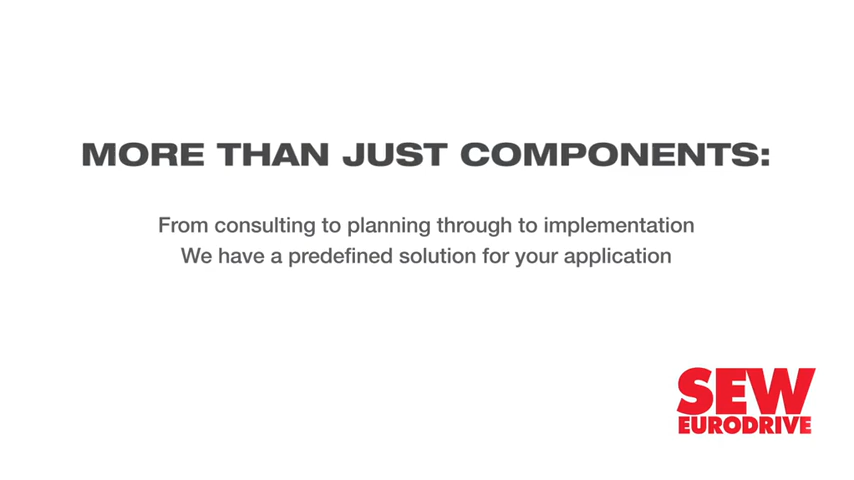 MORE THAN JUST COMPONENTS:
From consulting to planning through to implementation
We have a predefined solution for your application
SEW
EURODRIVE